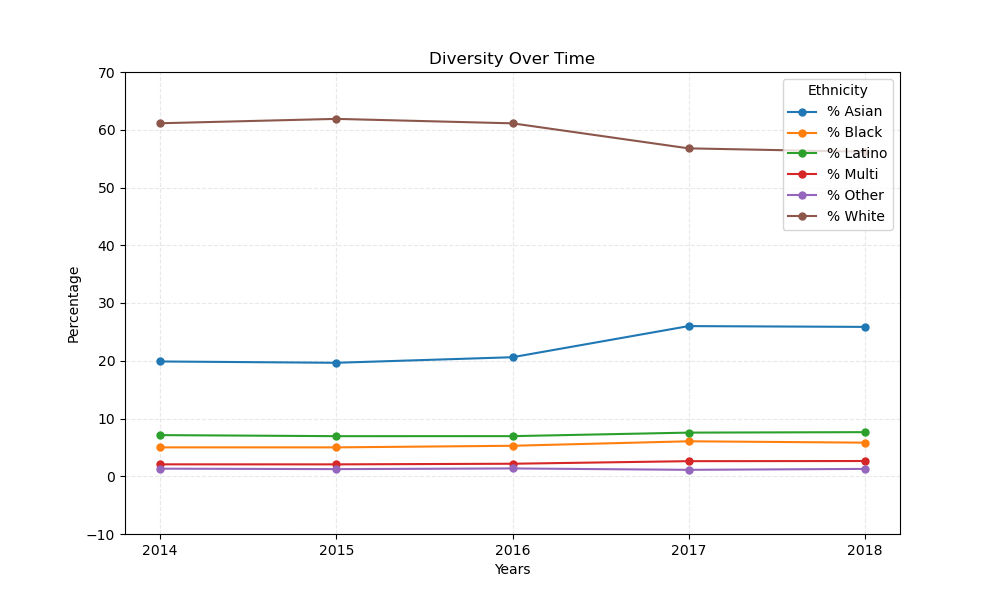 Diversity Over Time
Percentage
70
60
50
40
30
20
10
0
−10
2014
2015
2016
2017
2018
Years
Ethnicity
% Asian
% Black
% Latino
% Multi
% Other
% White